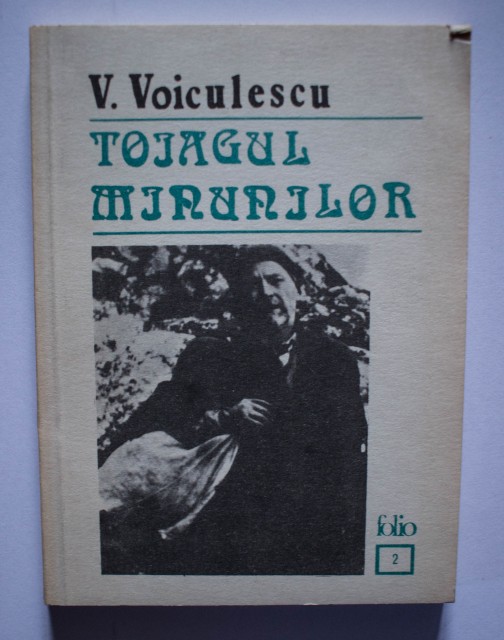 V. Voiculescu
TOIAGUL
MINUNILOR
folio
2